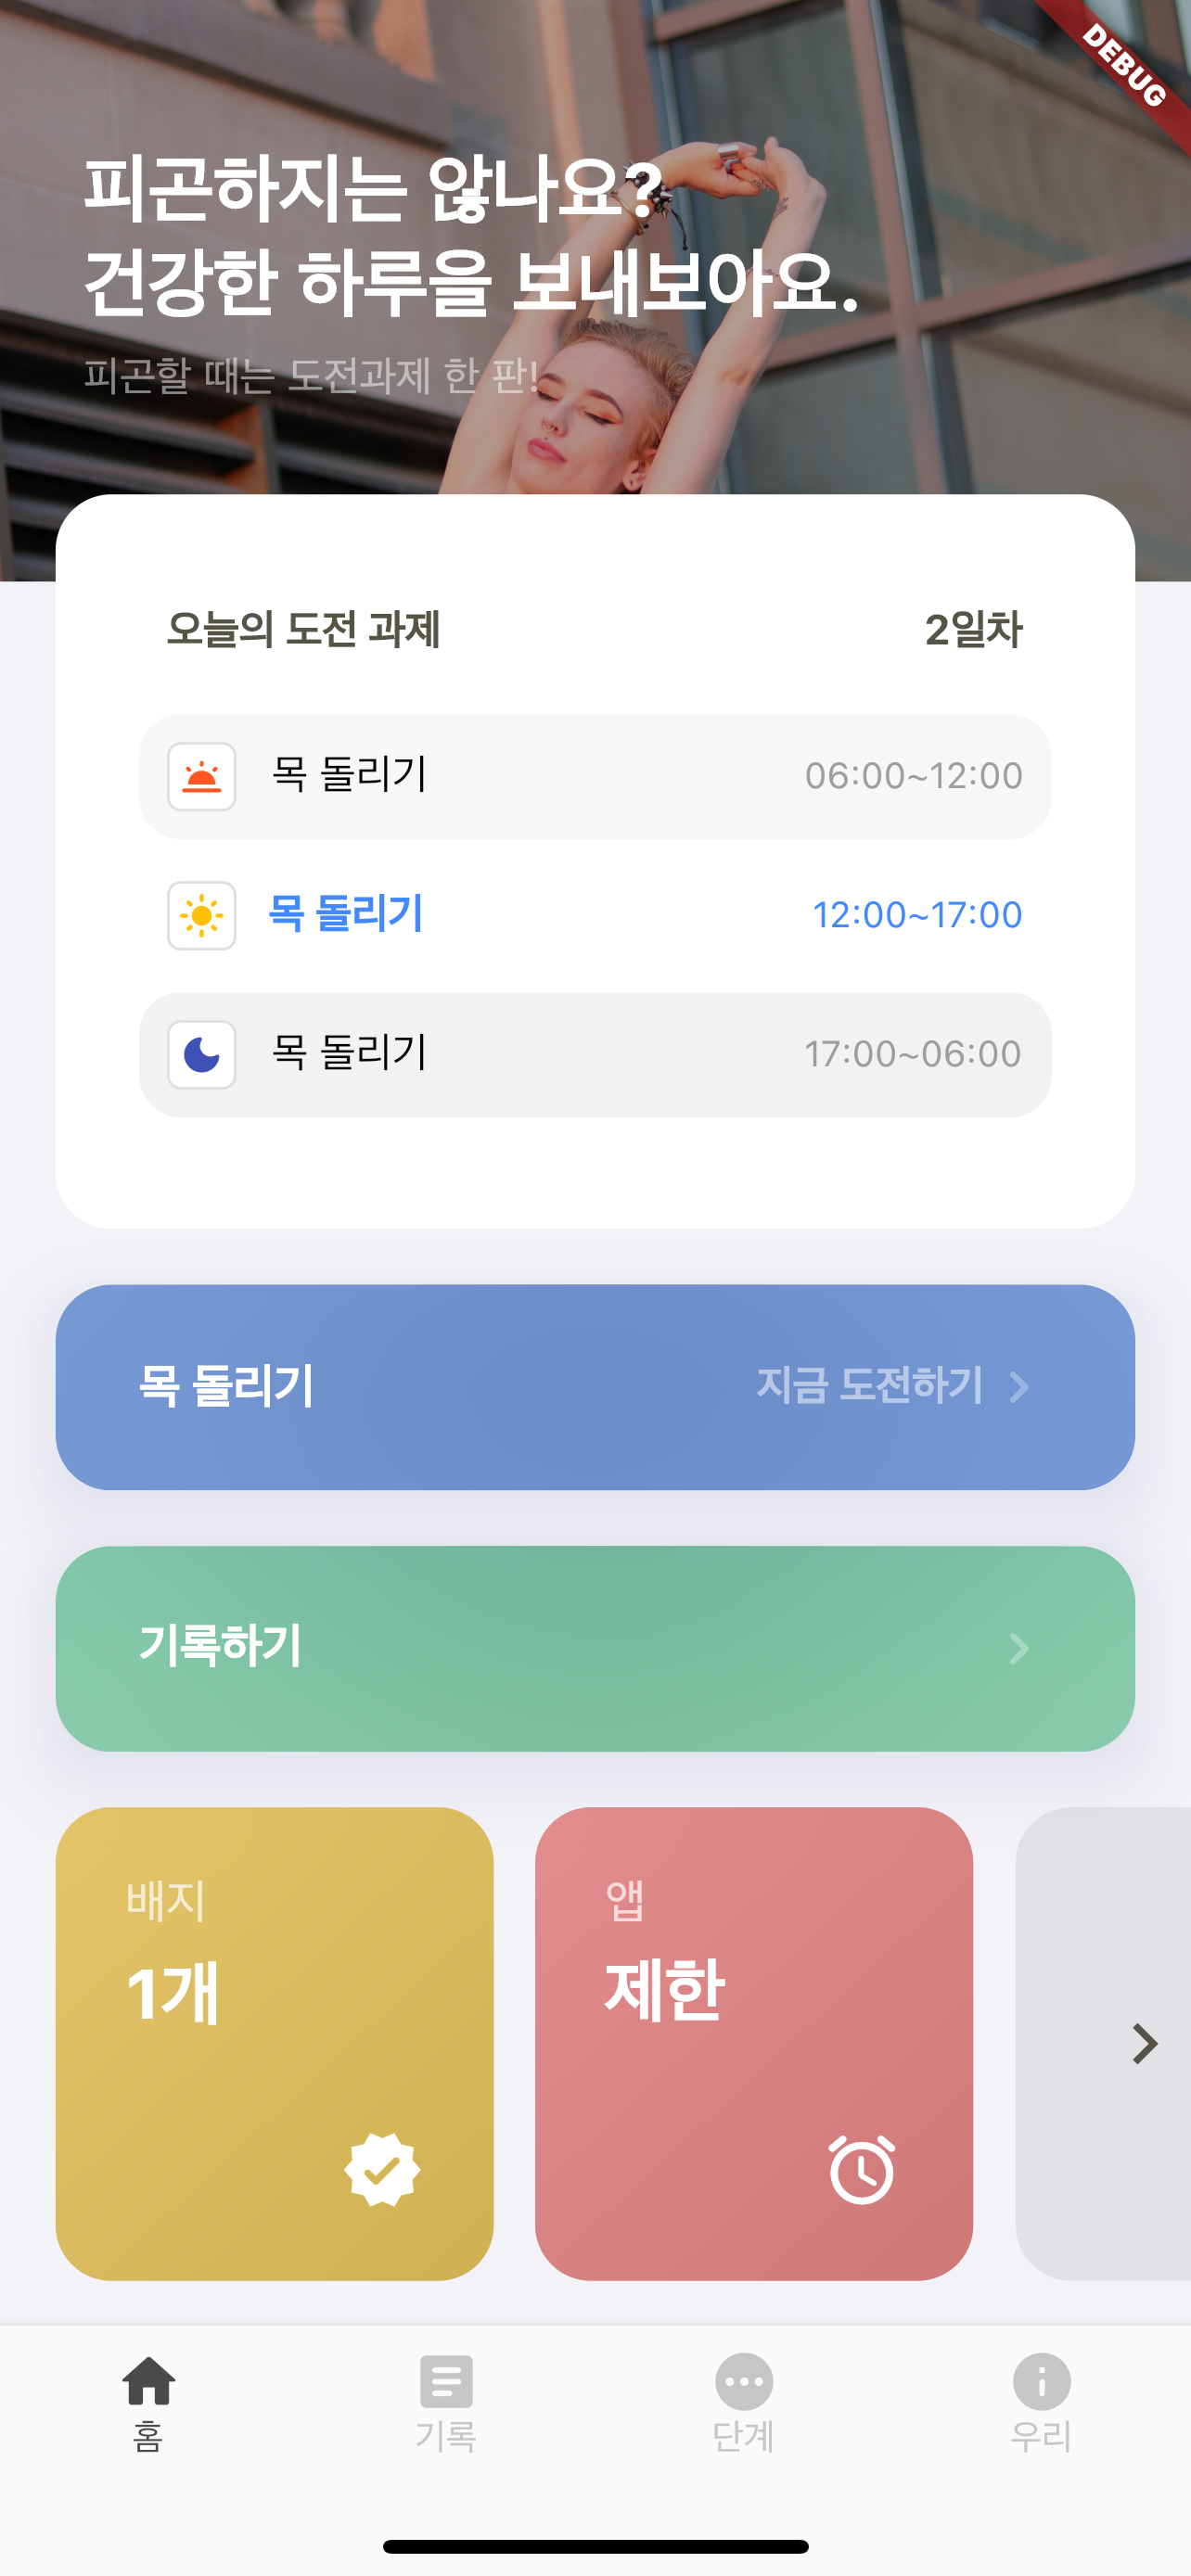 DEBUG
피곤하지는 않나요?
건강한 하루을 보내보아요.
피곤할 때는 도전과제 한 판!
오늘의 도전 과제 2일차
목 돌리기 06:00~12:00
목 돌리기 12:00~17:00
목 돌리기 17:00~06:00
목 돌리기 지금 도전하기
기록하기
배지 앱
1개 제한
홈 기록 단계 우리